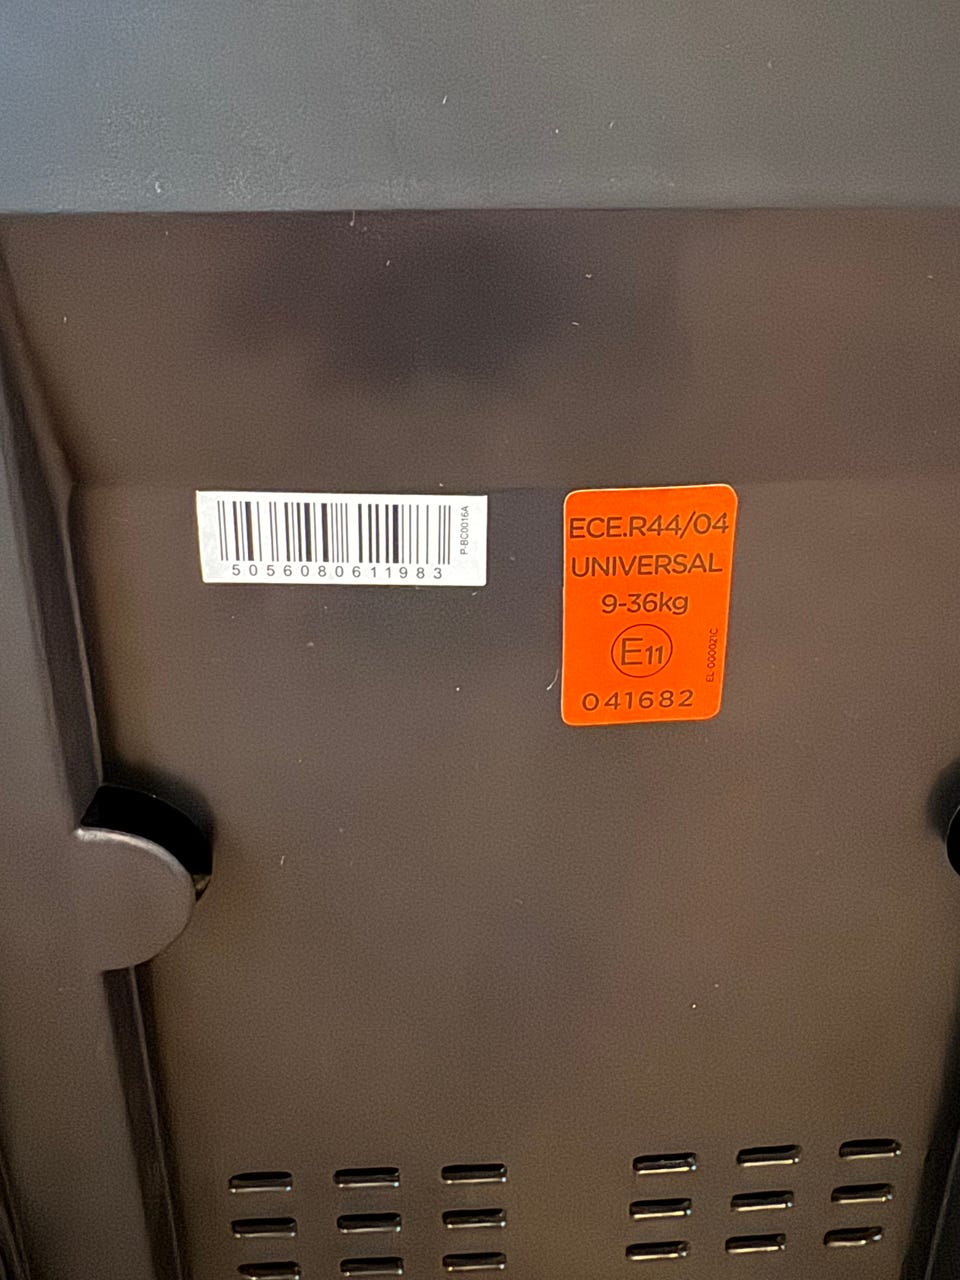 5056080611983
P-BC0016A
ECE.R44/04
UNIVERSAL
9-36kg
E11
EL-000021C
041682